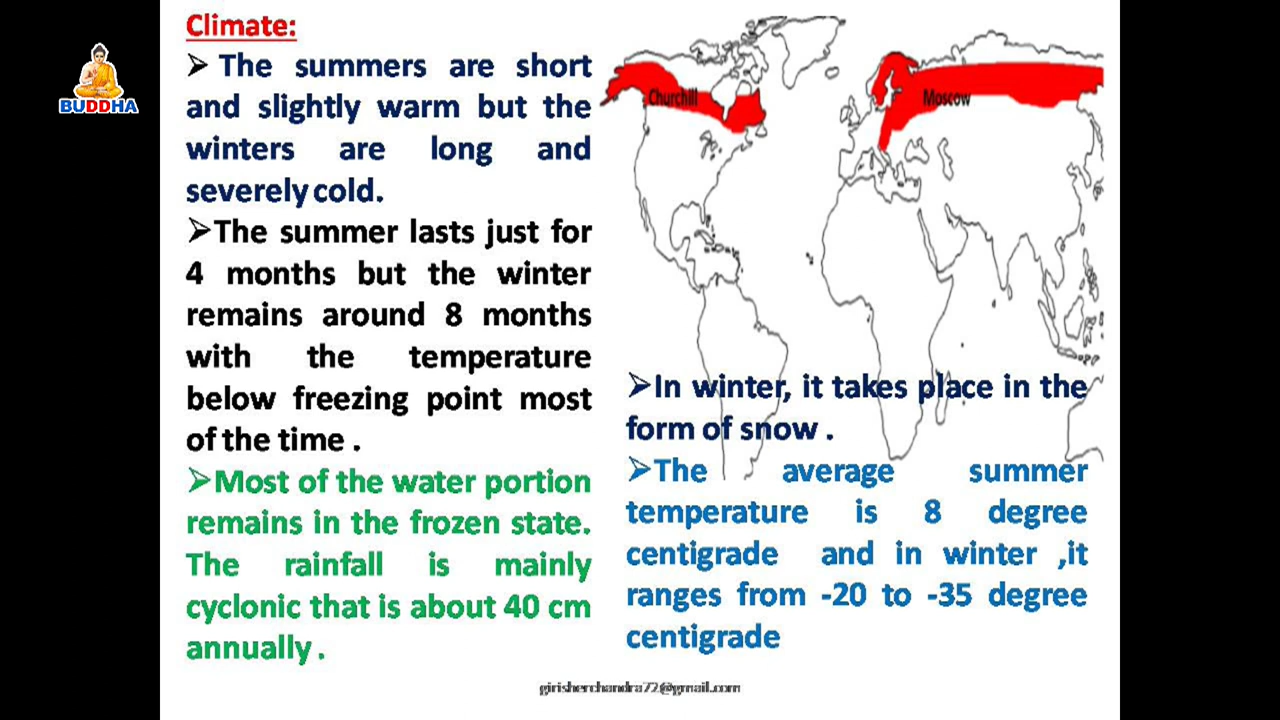 BUDDHA
Climate:
The summers are short
and slightly warm but the
winters are long and
severely cold.
The summer lasts just for
4 months but the winter
remains around 8 months
with the temperature
below freezing point most
of the time .
Most of the water portion
remains in the frozen state.
The rainfall is mainly
cyclonic that is about 40 cm
annually .
Churchill
Moscow
In winter, it takes place in the
form of snow .
The average summer
temperature is 8 degree
centigrade and in winter ,it
ranges from -20 to -35 degree
centigrade
girisherchandra72@gmail.com